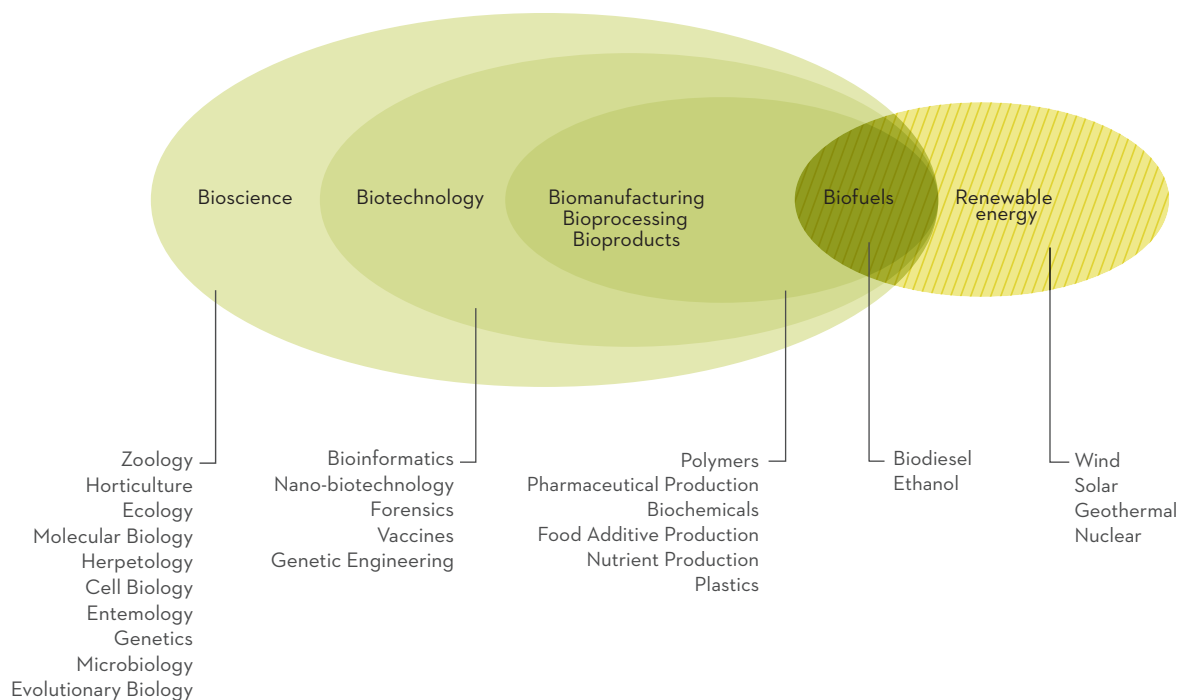 Bioscience
Biotechnology
Biomanufacturing
Bioprocessing
Bioproducts
Biofuels
Renewable
energy
Zoology
Horticulture
Ecology
Molecular Biology
Herpetology
Cell Biology
Entemology
Genetics
Microbiology
Evolutionary Biology
Bioinformatics
Nano-biotechnology
Forensics
Vaccines
Genetic Engineering
Polymers
Pharmaceutical Production
Biochemicals
Food Additive Production
Nutrient Production
Plastics
Biodiesel
Ethanol
Wind
Solar
Geothermal
Nuclear